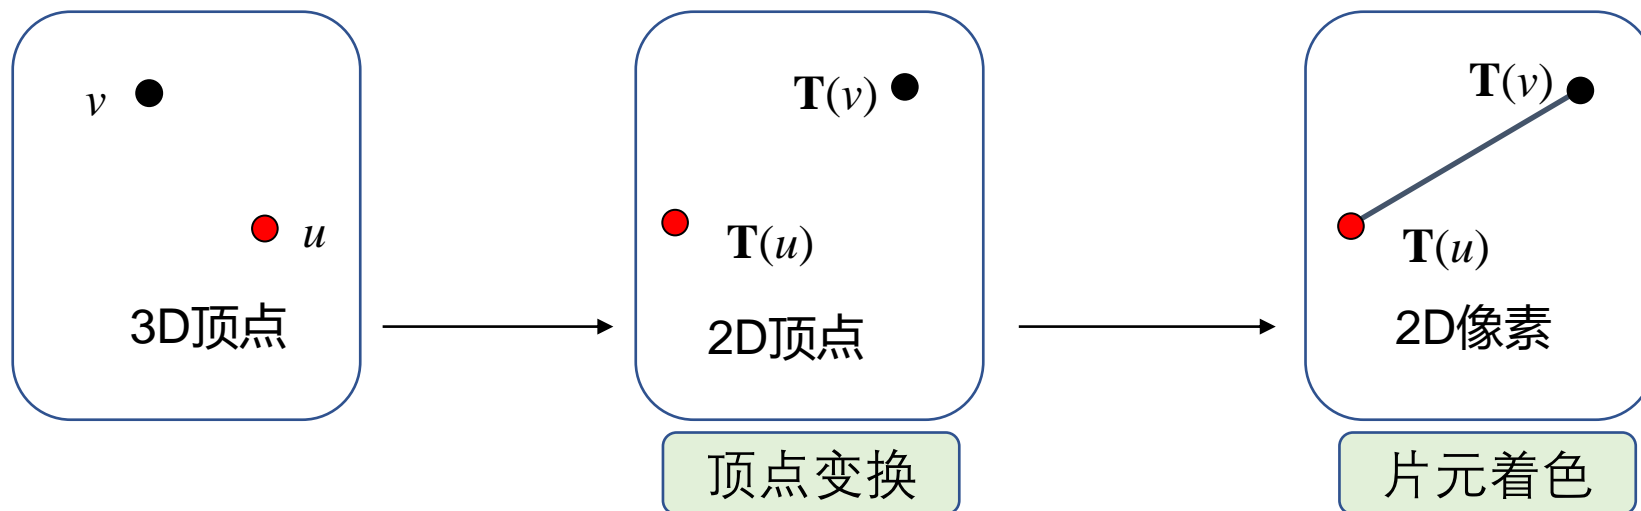 v
u
3D顶点
T(v)
T(u)
2D顶点
顶点变换
T(v)
T(u)
2D像素
片元着色